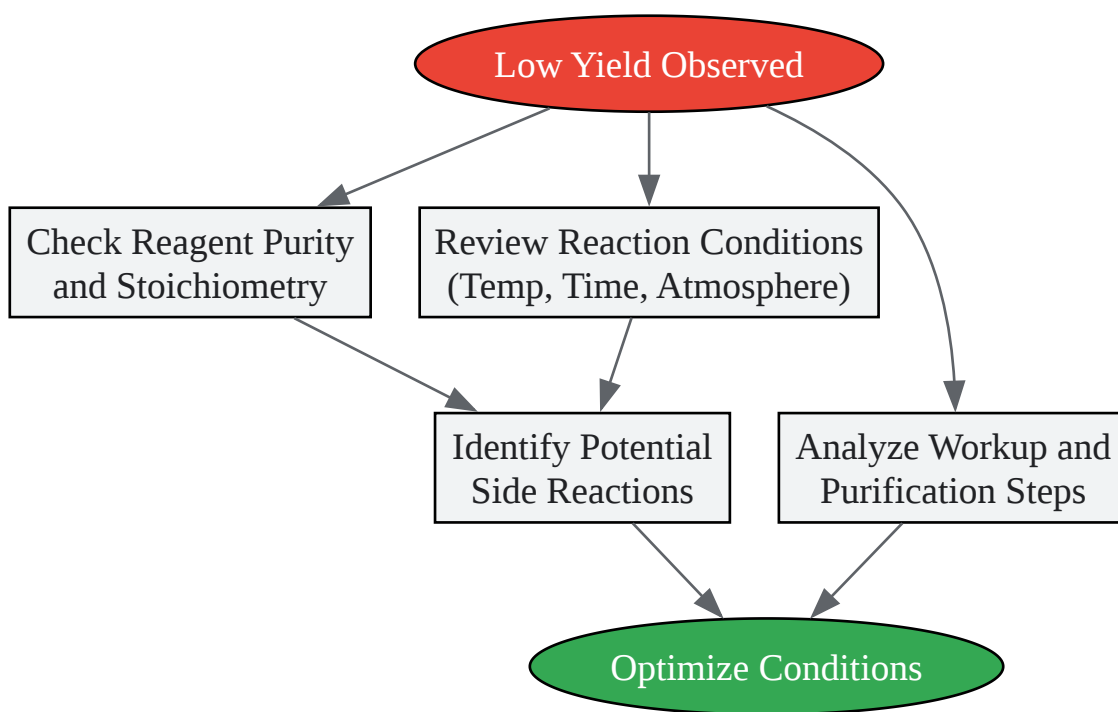 Low Yield Observed
Check Reagent Purity
and Stoichiometry
Review Reaction Conditions
(Temp, Time, Atmosphere)
Identify Potential
Side Reactions
Analyze Workup and
Purification Steps
Optimize Conditions